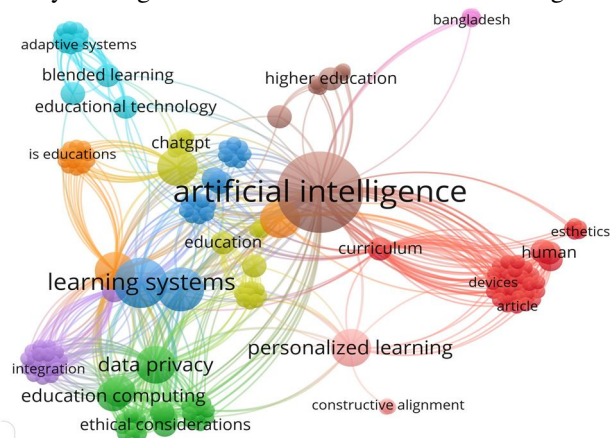 bangladesh
adaptive systems
blended learning
higher education
educational technology
chatgpt
is educations
artificial intelligence
esthetics
education
curriculum
human
learning systems
devices
article
personalized learning
data privacy
integration
education computing
constructive alignment
ethical considerations